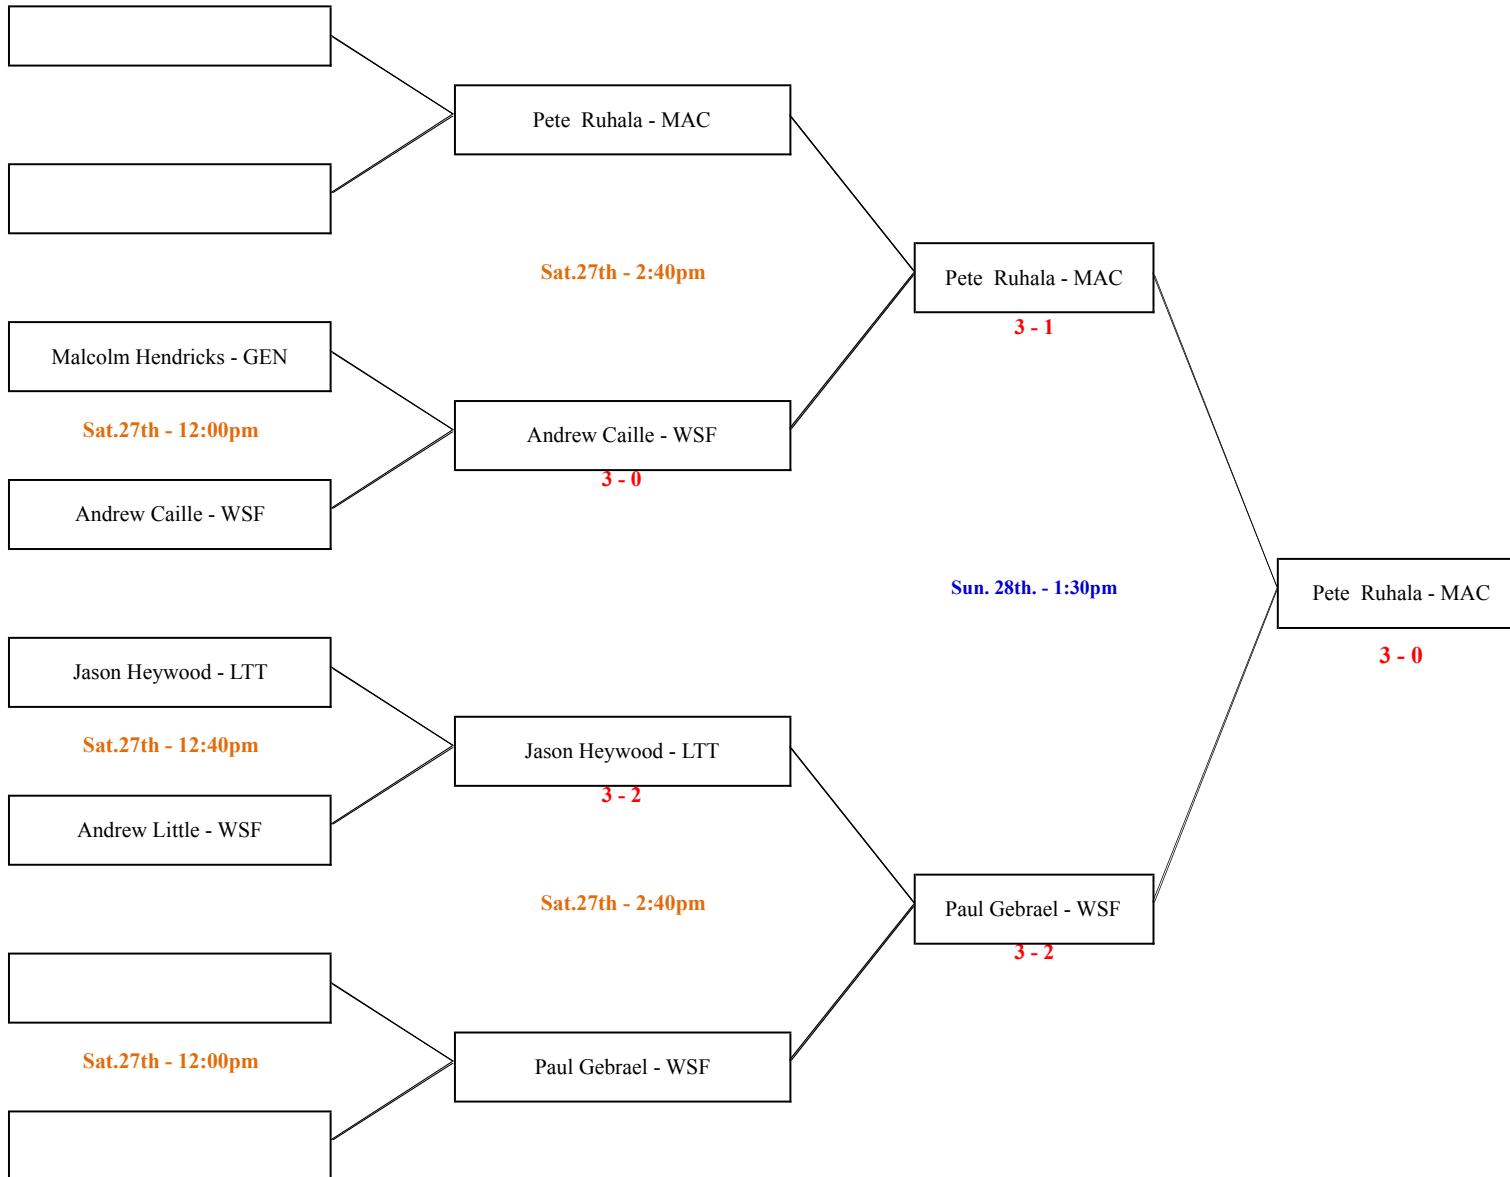 Pete  Ruhala - MAC
Sat.27th - 2:40pm
Pete  Ruhala - MAC
3 - 1
Malcolm Hendricks - GEN
Sat.27th - 12:00pm
Andrew Caille - WSF
3 - 0
Andrew Caille - WSF
Sun. 28th. - 1:30pm
Pete  Ruhala - MAC
3 - 0
Jason Heywood - LTT
Sat.27th - 12:40pm
Jason Heywood - LTT
3 - 2
Andrew Little - WSF
Sat.27th - 2:40pm
Paul Gebrael - WSF
3 - 2
Sat.27th - 12:00pm
Paul Gebrael - WSF